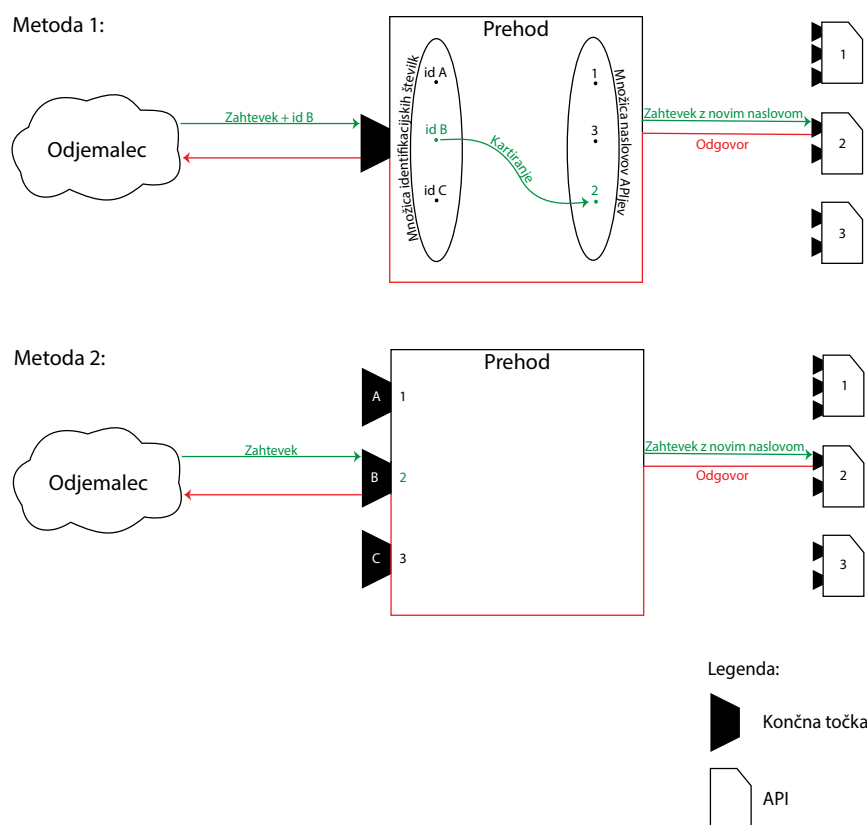 Metoda 1:
Prehod
Odjemalec
Zahtevek + id B
Množica identifikacijskih številk
id A
id B
id C
Kartiranje
1
3
2
Množica naslovov APIjev
Zahtevek z novim naslovom
Odgovor
1
2
3
Metoda 2:
Prehod
Odjemalec
Zahtevek
A
1
B
2
C
3
Zahtevek z novim naslovom
Odgovor
1
2
3
Legenda:
Končna točka
API